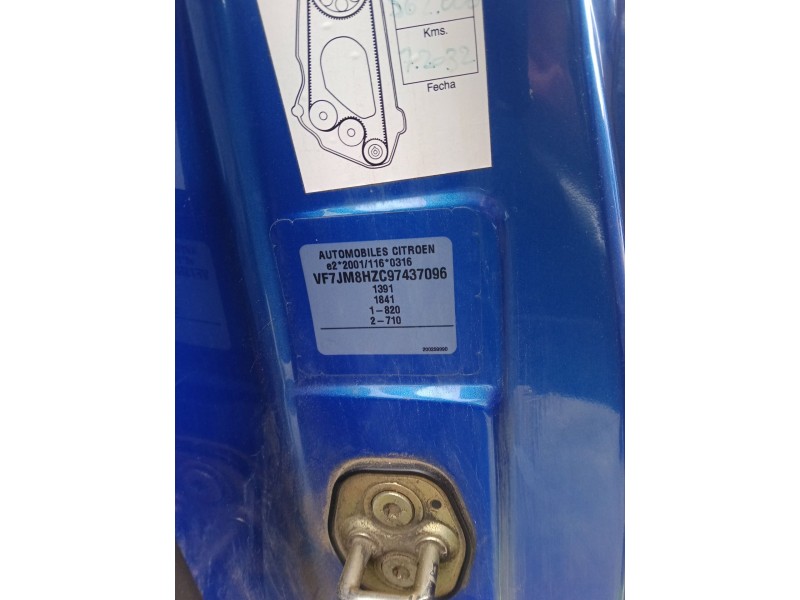 Kms.
Fecha
AUTOMOBILES CITROEN
e2*2001/116*0316
VF7JM8HZC97437096
1391
1841
1-820
2-710